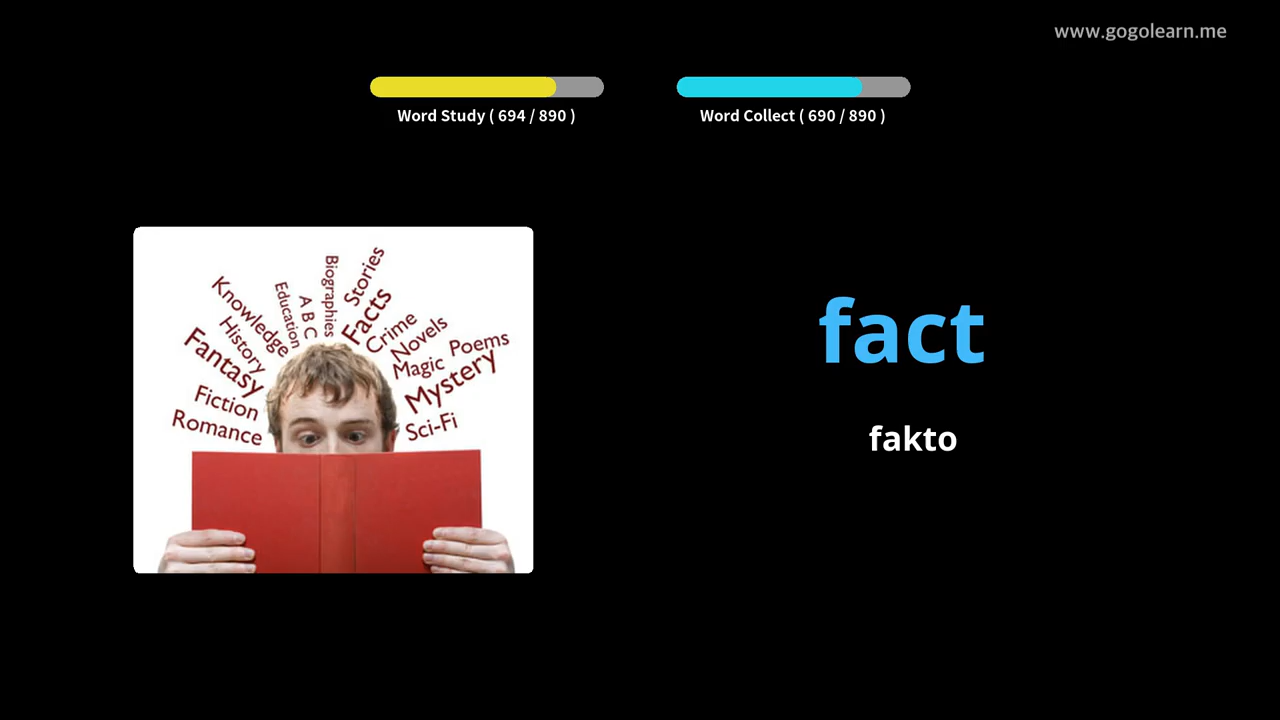 www.gogolearn.me
Word Study ( 694 / 890 )
Word Collect ( 690 / 890 )
Biographies
Stories
Education
A B C
Facts
Knowledge
Crime
History
Novels
Poems
Fantasy
Magic
Mystery
Fiction
Romance
Sci-Fi
fact
fakto